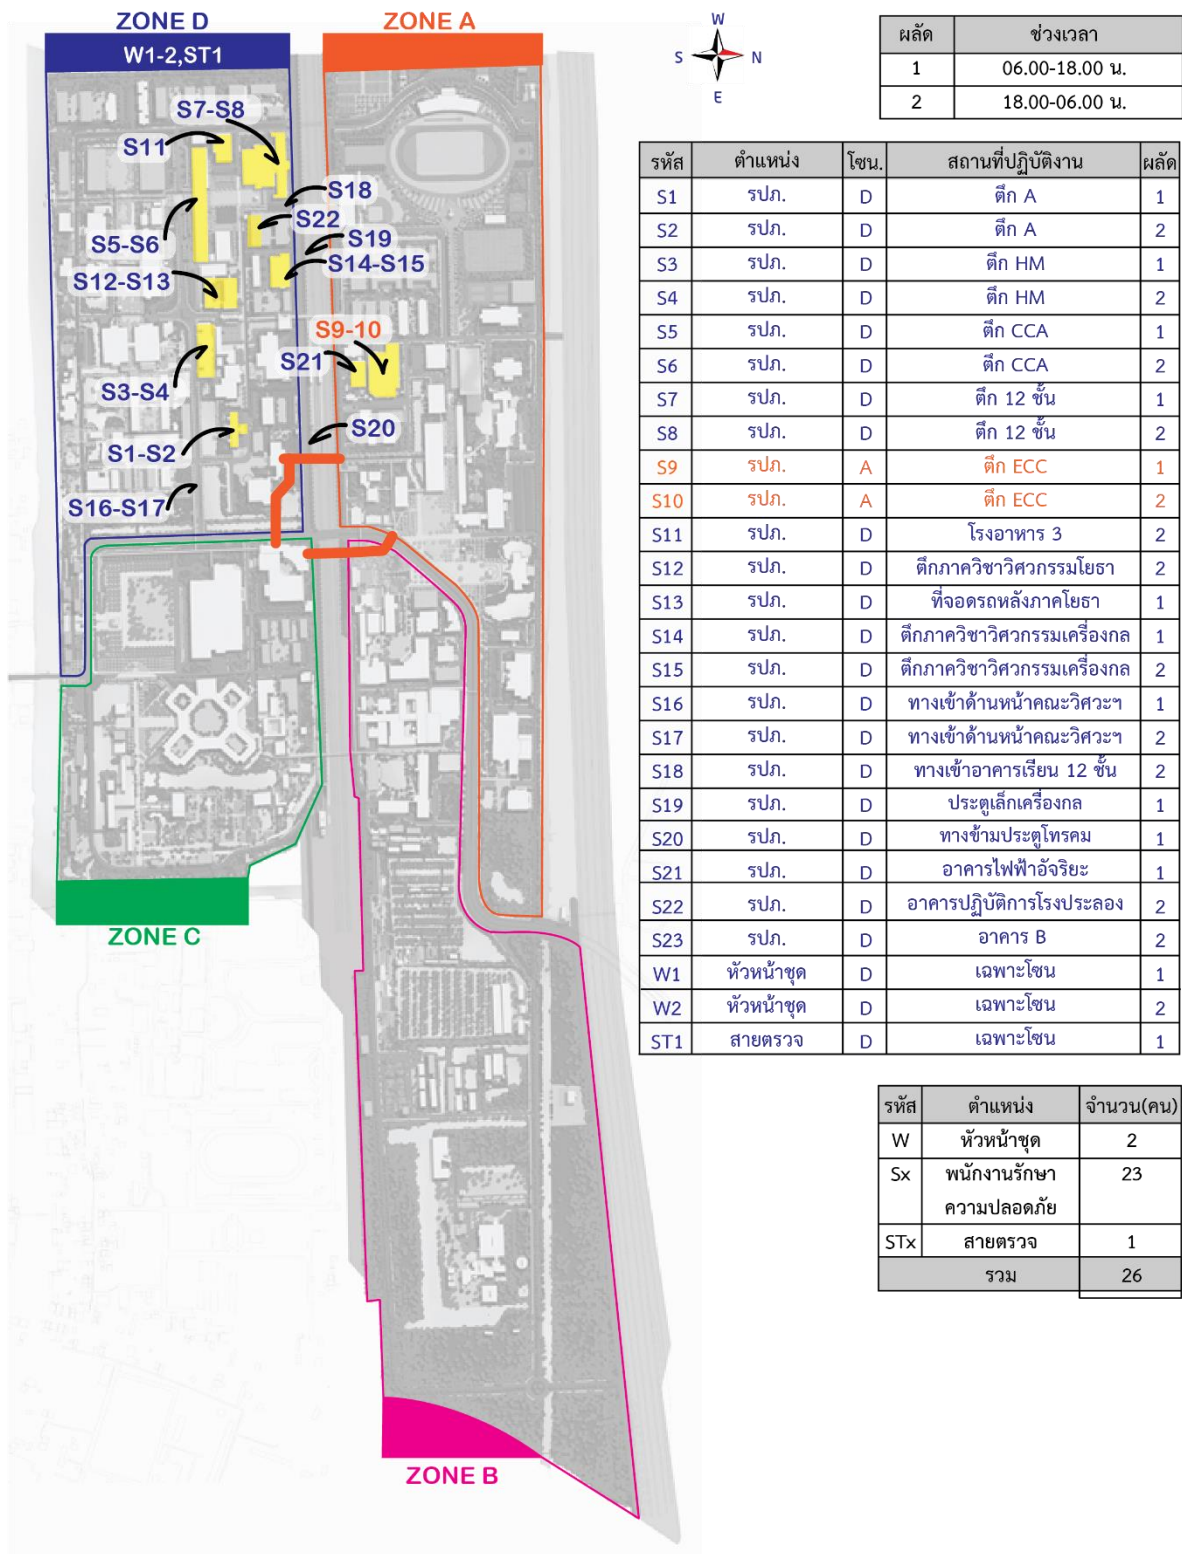 ZONE D
ZONE A
W1-2,ST1
S7-S8
S11
S18
S22
S5-S6
S19
S14-S15
S12-S13
S9-10
S21
S3-S4
S20
S1-S2
S16-S17
ZONE C
ZONE B
W
S N
E
ผลัด ช่วงเวลา
1 06.00-18.00 น.
2 18.00-06.00 น.
รหัส ตำแหน่ง โซน. สถานที่ปฏิบัติงาน ผลัด
S1 รปภ. D ตึก A 1
S2 รปภ. D ตึก A 2
S3 รปภ. D ตึก HM 1
S4 รปภ. D ตึก HM 2
S5 รปภ. D ตึก CCA 1
S6 รปภ. D ตึก CCA 2
S7 รปภ. D ตึก 12 ชั้น 1
S8 รปภ. D ตึก 12 ชั้น 2
S9 รปภ. A ตึก ECC 1
S10 รปภ. A ตึก ECC 2
S11 รปภ. D โรงอาหาร 3 2
S12 รปภ. D ตึกภาควิชาวิศวกรรมโยธา 2
S13 รปภ. D ที่จอดรถหลังภาคโยธา 1
S14 รปภ. D ตึกภาควิชาวิศวกรรมเครื่องกล 1
S15 รปภ. D ตึกภาควิชาวิศวกรรมเครื่องกล 2
S16 รปภ. D ทางเข้าด้านหน้าคณะวิศวะฯ 1
S17 รปภ. D ทางเข้าด้านหน้าคณะวิศวะฯ 2
S18 รปภ. D ทางเข้าอาคารเรียน 12 ชั้น 2
S19 รปภ. D ประตูเล็กเครื่องกล 1
S20 รปภ. D ทางข้ามประตูโทรคม 1
S21 รปภ. D อาคารไฟฟ้าอัจริยะ 1
S22 รปภ. D อาคารปฏิบัติการโรงประลอง 2
S23 รปภ. D อาคาร B 2
W1 หัวหน้าชุด D เฉพาะโซน 1
W2 หัวหน้าชุด D เฉพาะโซน 2
ST1 สายตรวจ D เฉพาะโซน 1
รหัส ตำแหน่ง จำนวน(คน)
W หัวหน้าชุด 2
Sx พนักงานรักษา 23
ความปลอดภัย
STx สายตรวจ 1
รวม 26